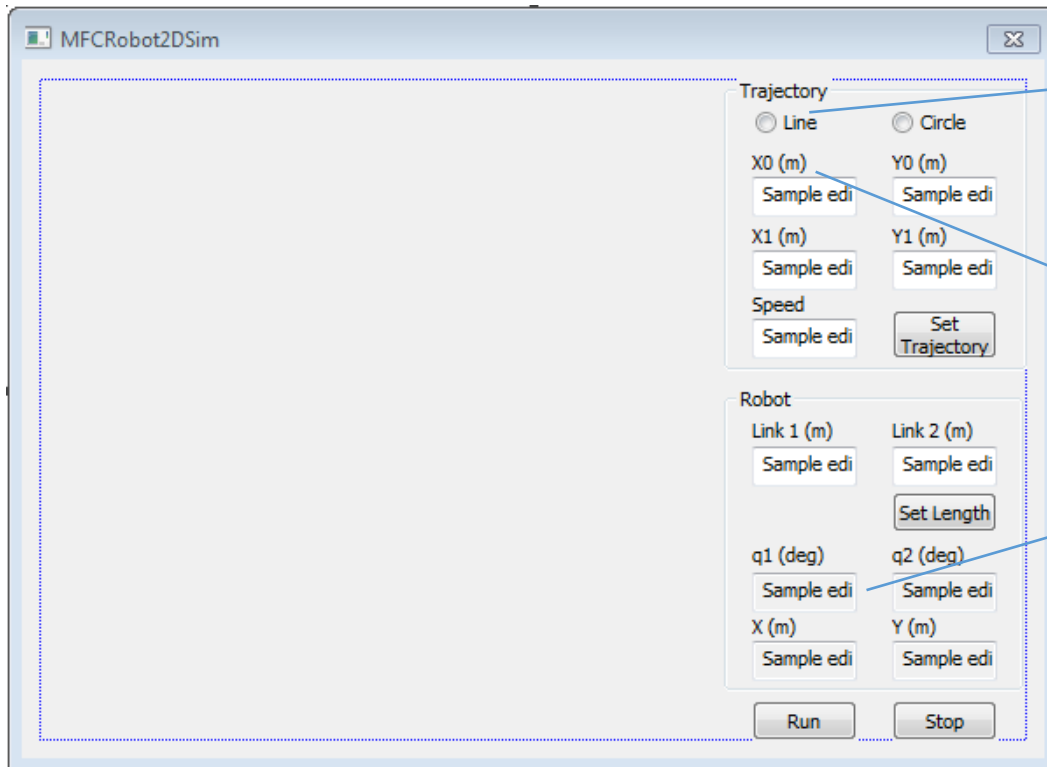 MFCRobot2DSim
Trajectory
Line Circle
X0 (m) Y0 (m)
Sample edi Sample edi
X1 (m) Y1 (m)
Sample edi Sample edi
Speed
Sample edi
Set
Trajectory
Robot
Link 1 (m) Link 2 (m)
Sample edi Sample edi
Set Length
q1 (deg) q2 (deg)
Sample edi Sample edi
X (m) Y (m)
Sample edi Sample edi
Run Stop